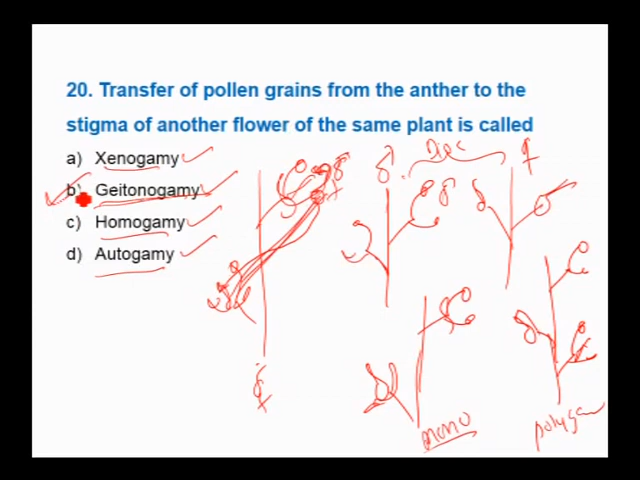 20. Transfer of pollen grains from the anther to the
stigma of another flower of the same plant is called
a) Xenogamy
b) Geitonogamy
c) Homogamy
d) Autogamy
mono